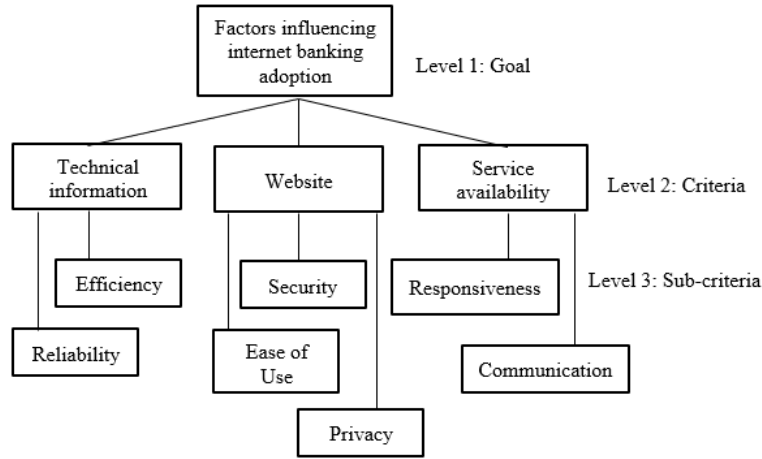 Factors influencing
internet banking
adoption
Level 1: Goal
Technical
information
Website
Service
availability
Level 2: Criteria
Efficiency
Security
Responsiveness
Level 3: Sub-criteria
Reliability
Ease of
Use
Communication
Privacy